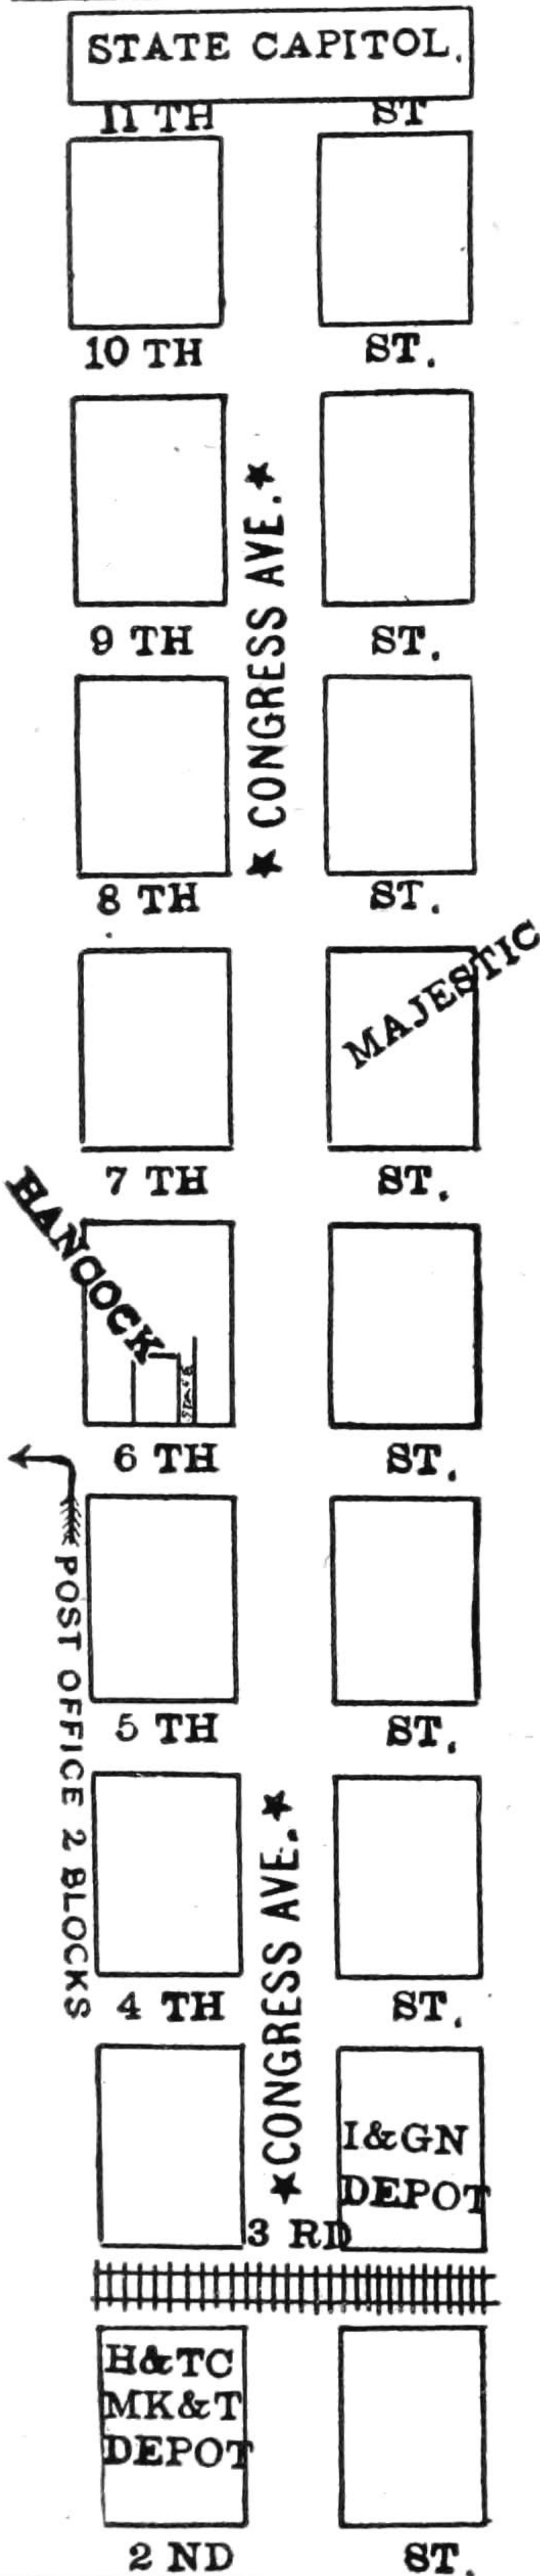 STATE CAPITOL.
11 TH ST
10 TH ST.
★ CONGRESS AVE. ★
9 TH ST.
8 TH ST.
MAJESTIC
7 TH ST.
HANCOCK
STAGE
6 TH ST.
POST OFFICE 2 BLOCKS
5 TH ST.
★ CONGRESS AVE. ★
4 TH ST.
I&GN
DEPOT
3 RD
H&TC
MK&T
DEPOT
2 ND ST.